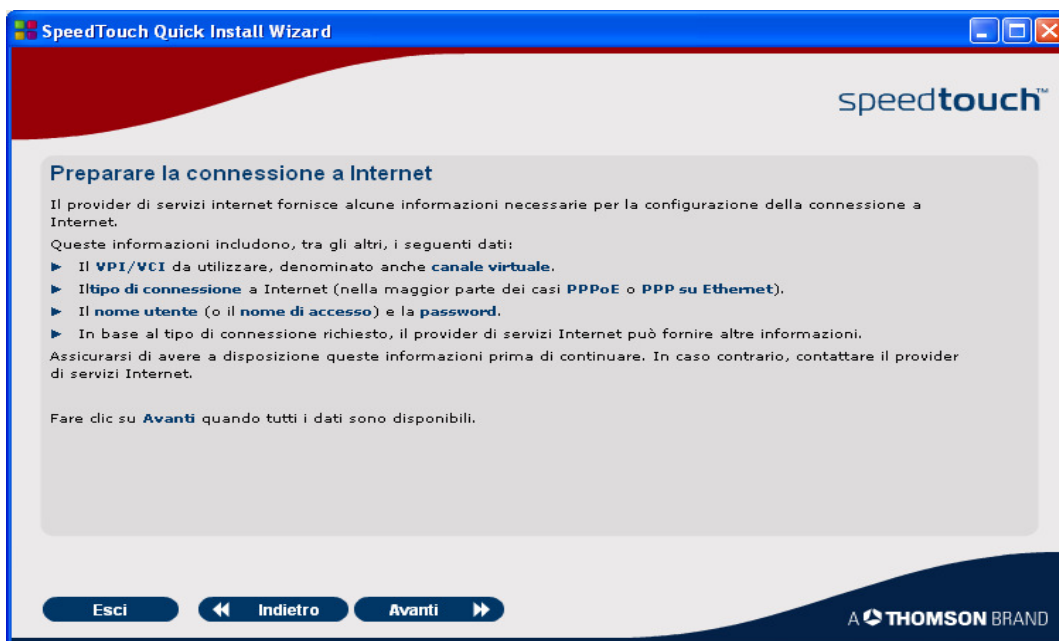 SpeedTouch Quick Install Wizard
speedtouch™
Preparare la connessione a Internet
Il provider di servizi internet fornisce alcune informazioni necessarie per la configurazione della connessione a
Internet.
Queste informazioni includono, tra gli altri, i seguenti dati:
► Il VPI/VCI da utilizzare, denominato anche canale virtuale.
► Iltipo di connessione a Internet (nella maggior parte dei casi PPPoE o PPP su Ethernet).
► Il nome utente (o il nome di accesso) e la password.
► In base al tipo di connessione richiesto, il provider di servizi Internet può fornire altre informazioni.
Assicurarsi di avere a disposizione queste informazioni prima di continuare. In caso contrario, contattare il provider
di servizi Internet.
Fare clic su Avanti quando tutti i dati sono disponibili.
Esci Indietro Avanti
A THOMSON BRAND